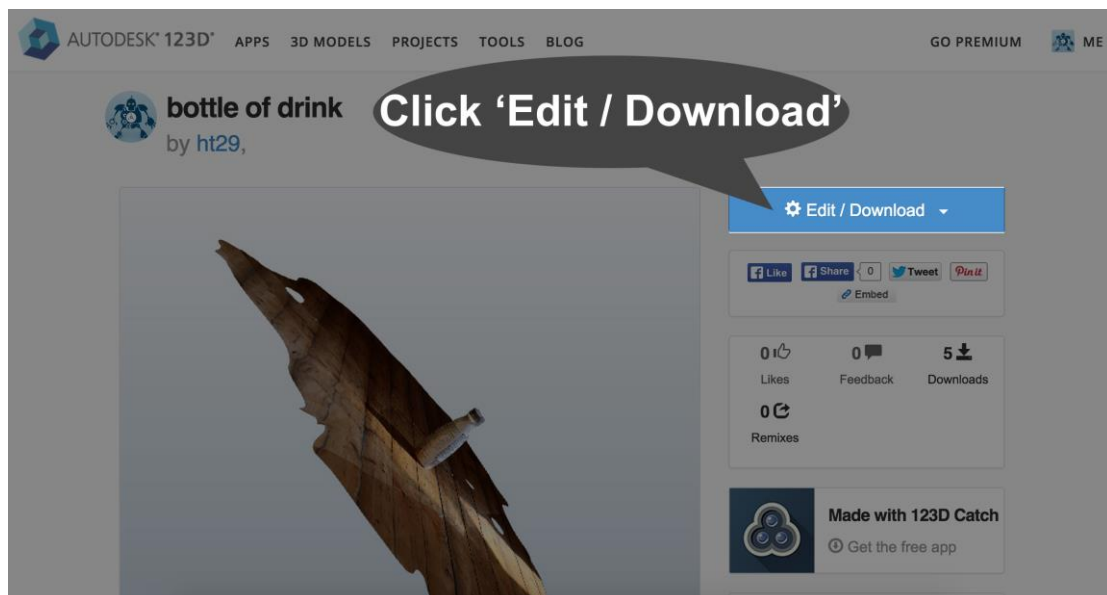 AUTODESK® 123D® APPS 3D MODELS PROJECTS TOOLS BLOG GO PREMIUM ME
bottle of drink
by ht29,
Click ‘Edit / Download’
Edit / Download
Like Share 0 Tweet Pin it
Embed
0 0 5
Likes Feedback Downloads
0
Remixes
Made with 123D Catch
Get the free app